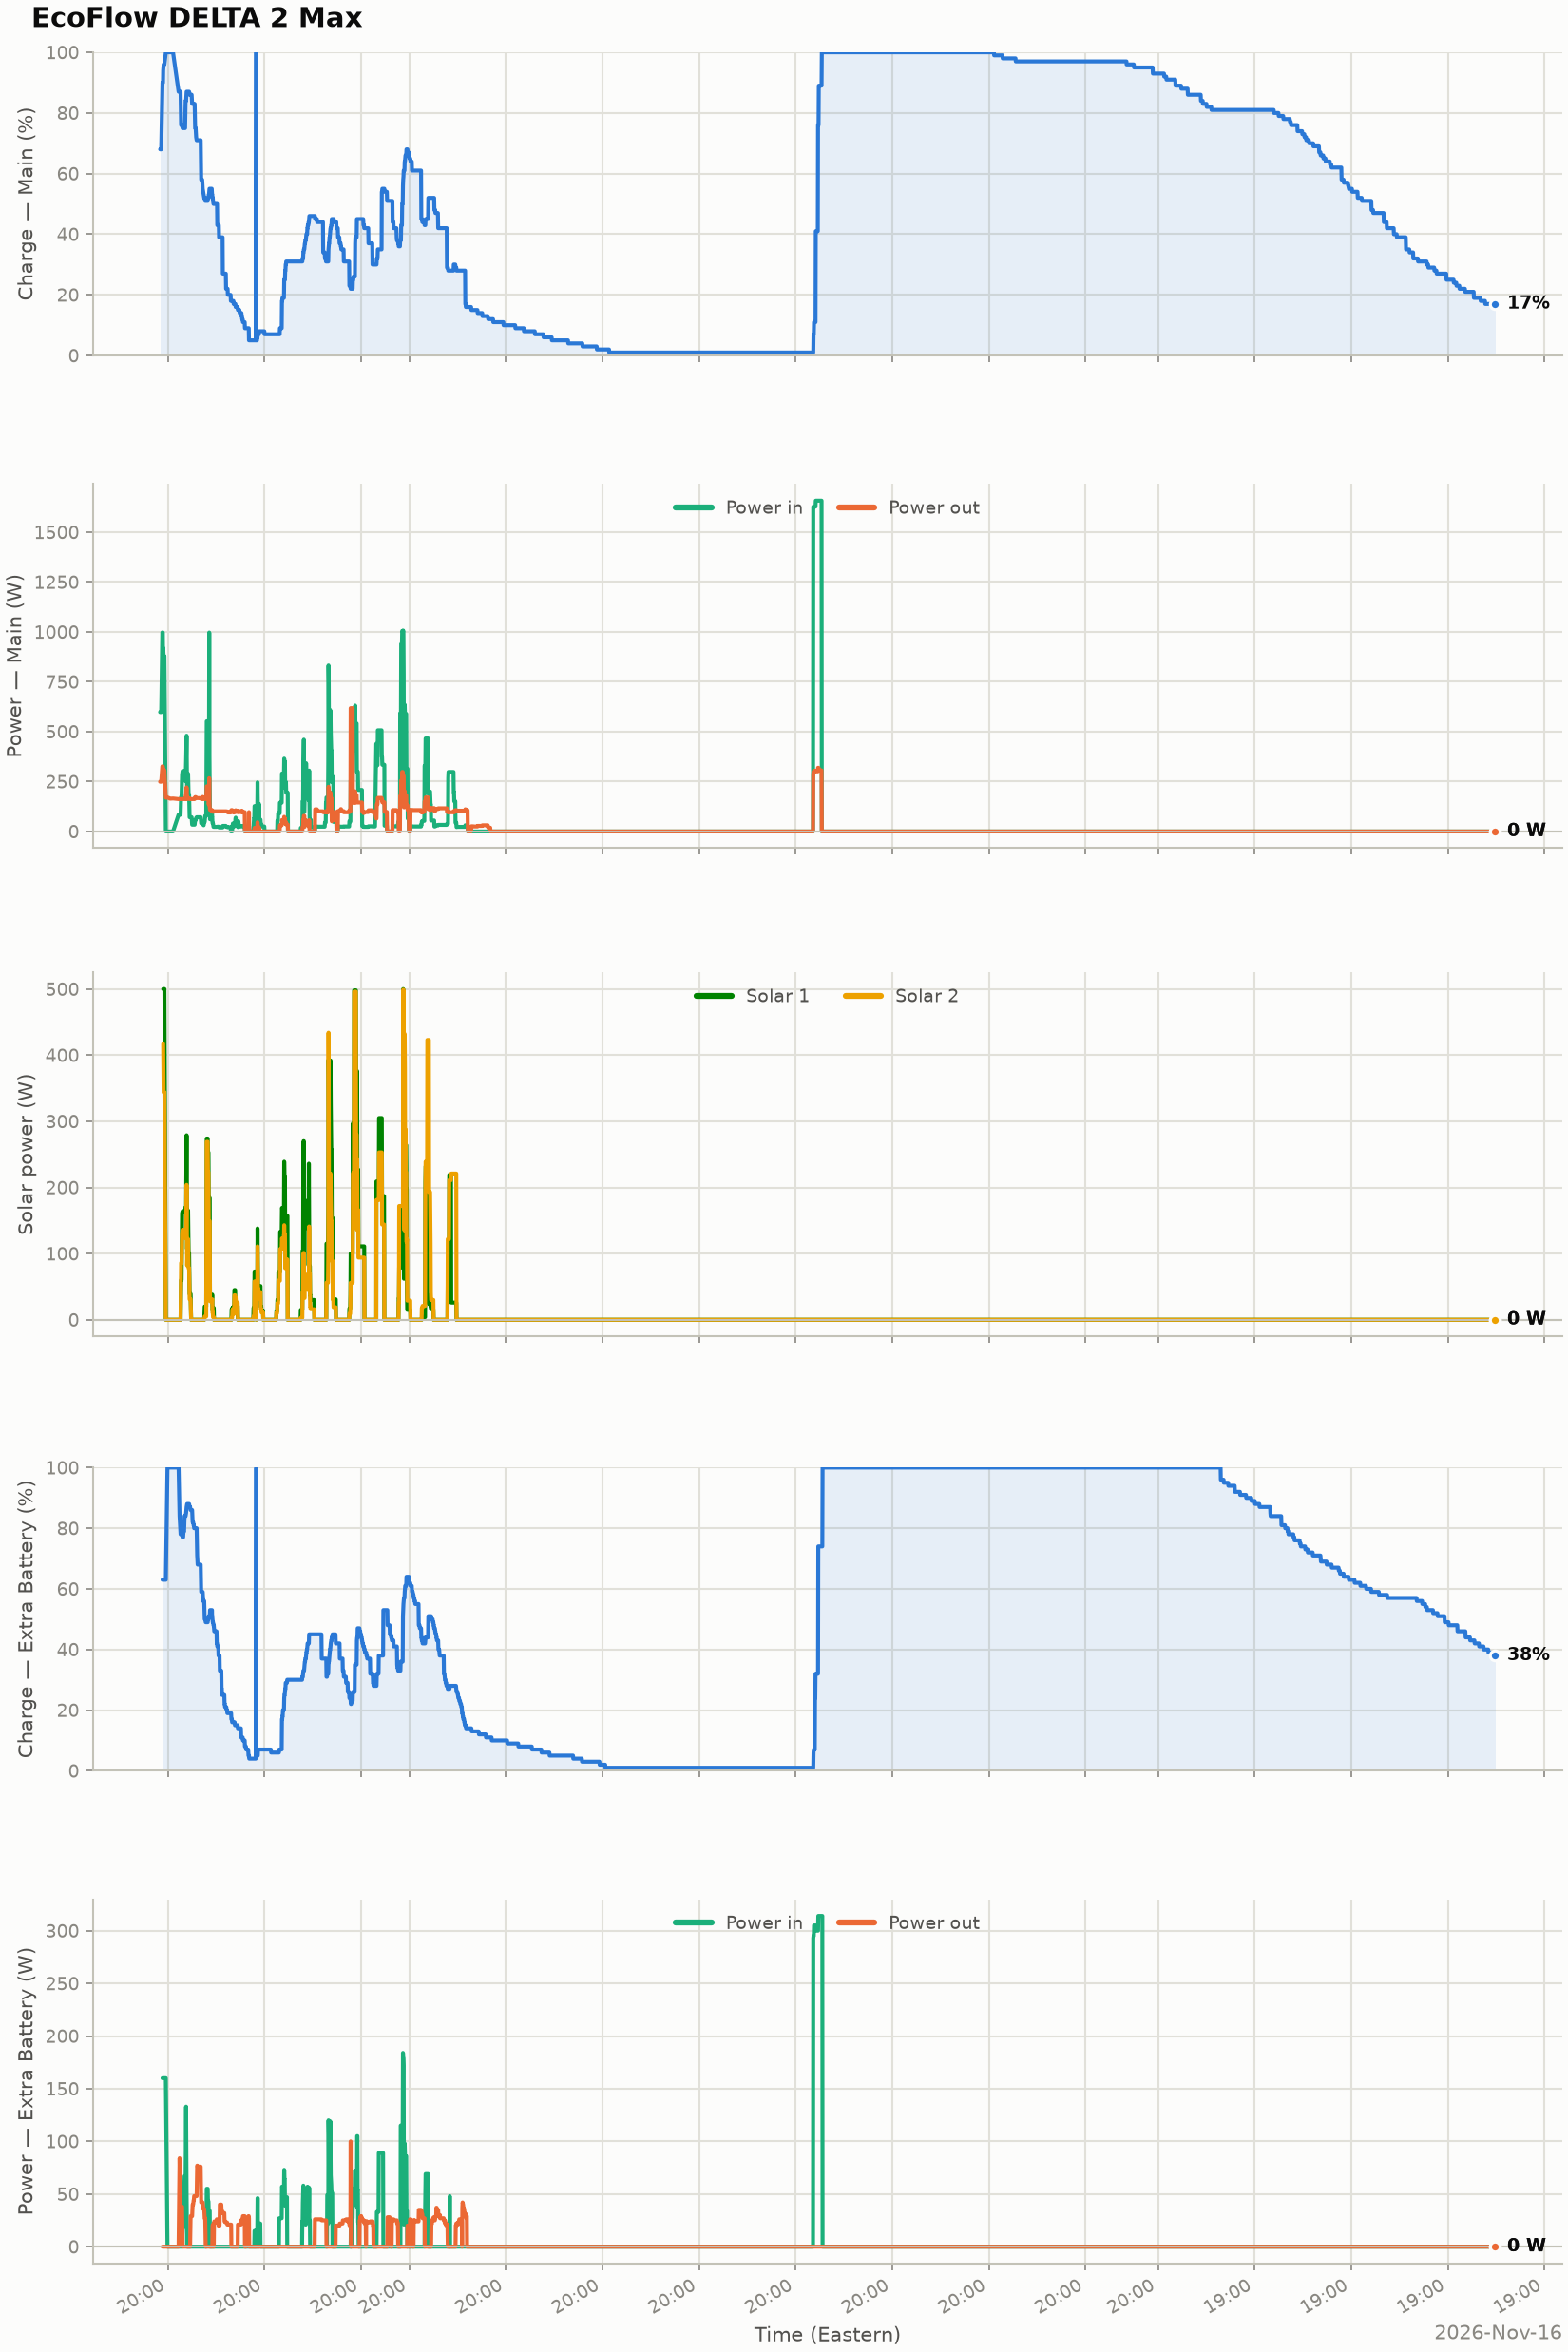 EcoFlow DELTA 2 Max
Charge — Main (%)
100
80
60
40
20
0
17%
Power — Main (W)
Power in
Power out
1500
1250
1000
750
500
250
0
0 W
Solar power (W)
Solar 1
Solar 2
500
400
300
200
100
0
0 W
Charge — Extra Battery (%)
100
80
60
40
20
0
38%
Power — Extra Battery (W)
Power in
Power out
300
250
200
150
100
50
0
0 W
20:00 20:00 20:00 20:00 20:00 20:00 20:00 20:00 20:00 20:00 20:00 19:00 19:00 19:00 19:00
Time (Eastern)
2026-Nov-16